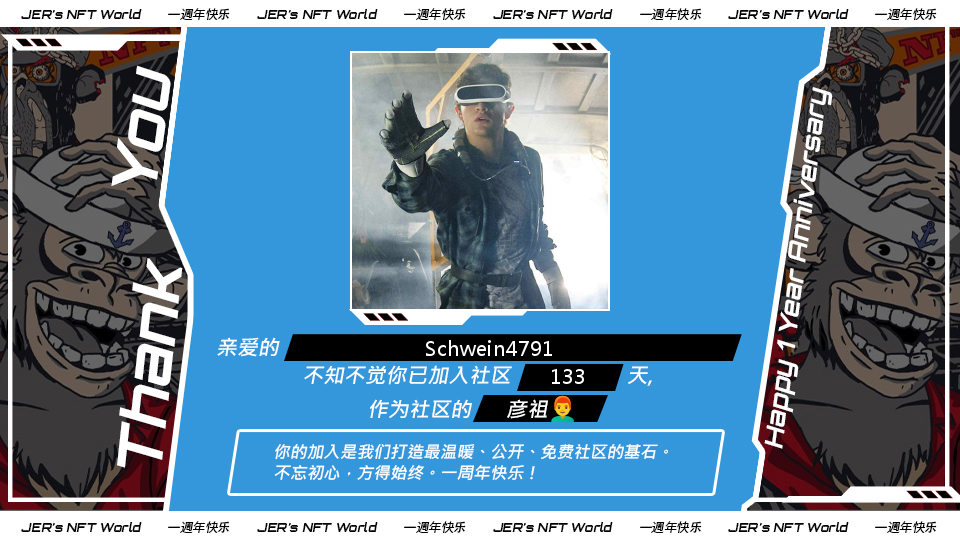 JER's NFT World 一週年快乐 JER's NFT World 一週年快乐 JER's NFT World 一週年快乐 JER's NFT World 一週年快乐
Thank You
亲爱的 Schwein4791
不知不觉你已加入社区 133 天,
作为社区的 彦祖👨‍🦰
你的加入是我们打造最温暖、公开、免费社区的基石。
不忘初心，方得始终。一周年快乐！
Happy 1 Year Anniversary
JER's NFT World 一週年快乐 JER's NFT World 一週年快乐 JER's NFT World 一週年快乐 JER's NFT World 一週年快乐